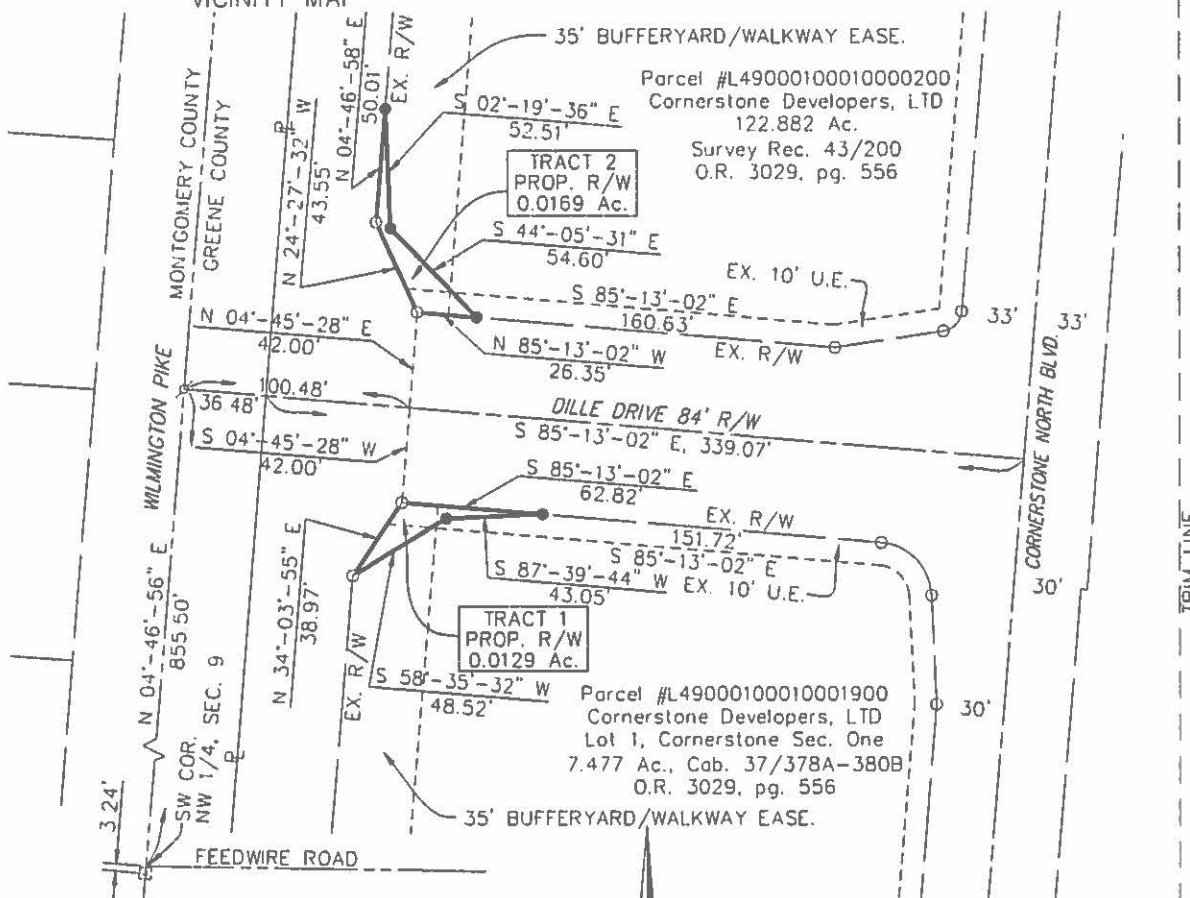 VICINITY MAP
35' BUFFERYARD/WALKWAY EASE.
Parcel #L49000100010000200
Cornerstone Developers, LTD
122.882 Ac.
Survey Rec. 43/200
O.R. 3029, pg. 556
MONTGOMERY COUNTY
GREENE COUNTY
N 24°-27'-32" W
43.55'
N 04°-46'-58" E
50.01'
EX. R/W
S 02°-19'-36" E
52.51'
TRACT 2
PROP. R/W
0.0169 Ac.
S 44°-05'-31" E
54.60'
EX. 10' U.E.
S 85°-13'-02" E
160.63'
EX. R/W
33'
33'
N 04°-45'-28" E
42.00'
N 85°-13'-02" W
26.35'
WILMINGTON PIKE
100.48'
36.48'
DILLE DRIVE 84' R/W
S 85°-13'-02" E, 339.07'
CORNERSTONE NORTH BLVD.
S 04°-45'-28" W
42.00'
S 85°-13'-02" E
62.82'
EX. R/W
151.72'
S 85°-13'-02" E
S 87°-39'-44" W
43.05'
EX. 10' U.E.
30'
TRIM LINE
N 34°-03'-55" E
38.97'
TRACT 1
PROP. R/W
0.0129 Ac.
EX. R/W
S 58°-35'-32" W
48.52'
N 04°-46'-56" E
855.50'
SW COR.
NW 1/4, SEC. 9
Parcel #L49000100010001900
Cornerstone Developers, LTD
Lot 1, Cornerstone Sec. One
7.477 Ac., Cab. 37/378A-380B
O.R. 3029, pg. 556
30'
35' BUFFERYARD/WALKWAY EASE.
3.24'
FEEDWIRE ROAD